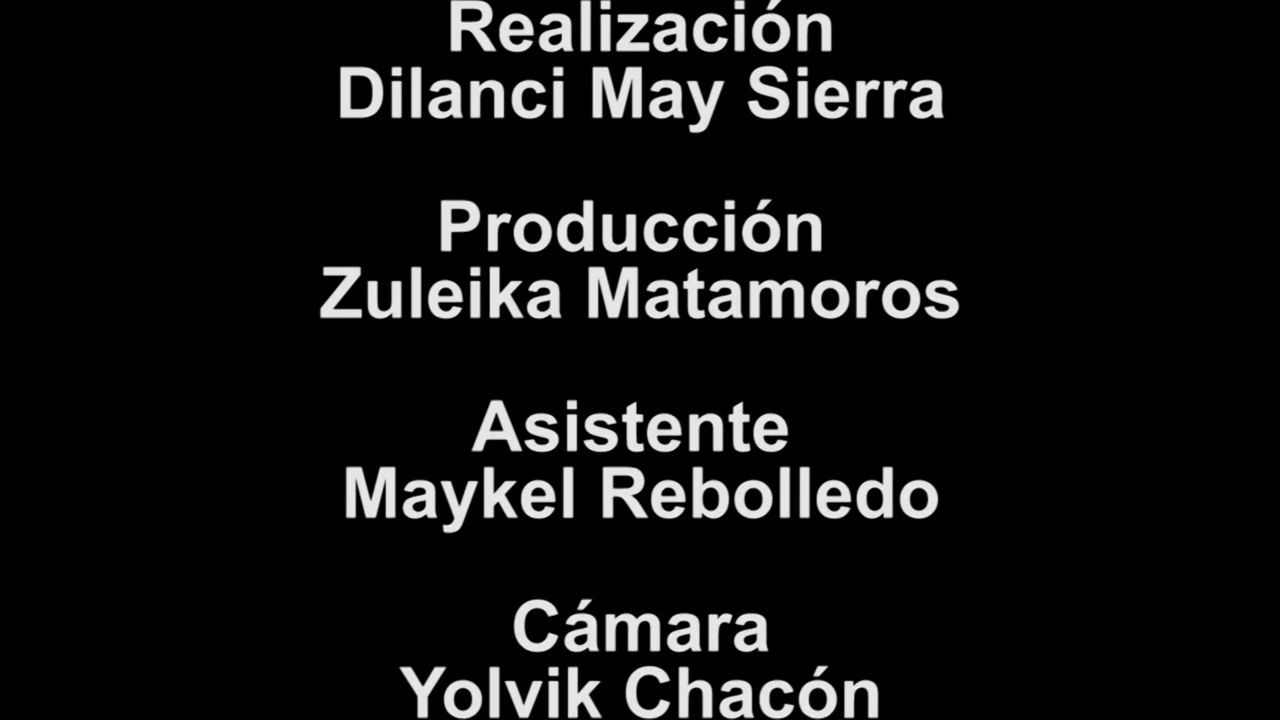 Realización
Dilanci May Sierra
Producción
Zuleika Matamoros
Asistente
Maykel Rebolledo
Cámara
Yolvik Chacón